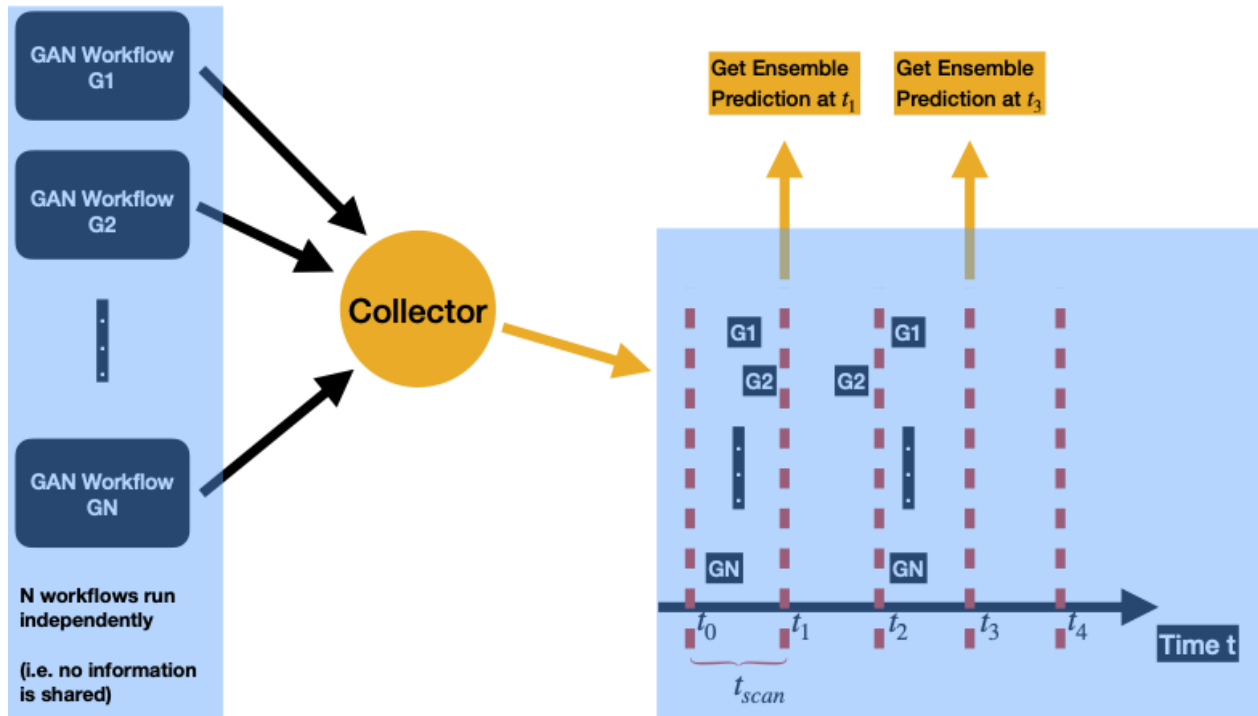 GAN Workflow
G1
GAN Workflow
G2
GAN Workflow
GN
N workflows run
independently
(i.e. no information
is shared)
Collector
Get Ensemble
Prediction at t₁
Get Ensemble
Prediction at t₃
G1
G2
GN
G2
G1
GN
t₀
t₁
t₂
t₃
t₄
Time t
t_scan